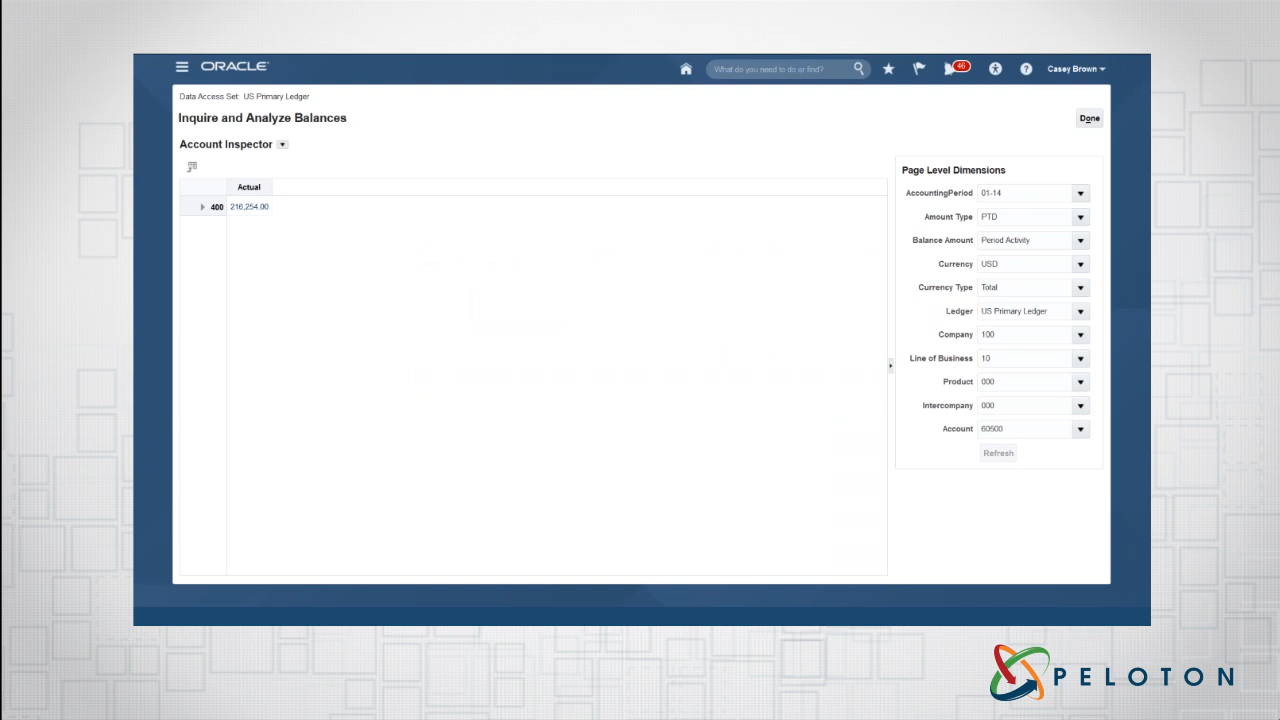 ORACLE
What do you need to do or find?
46
Casey Brown
Data Access Set: US Primary Ledger
Inquire and Analyze Balances
Done
Account Inspector
Actual
400 216,254.00
Page Level Dimensions
AccountingPeriod 01-14
Amount Type PTD
Balance Amount Period Activity
Currency USD
Currency Type Total
Ledger US Primary Ledger
Company 100
Line of Business 10
Product 000
Intercompany 000
Account 60500
Refresh
PELOTON